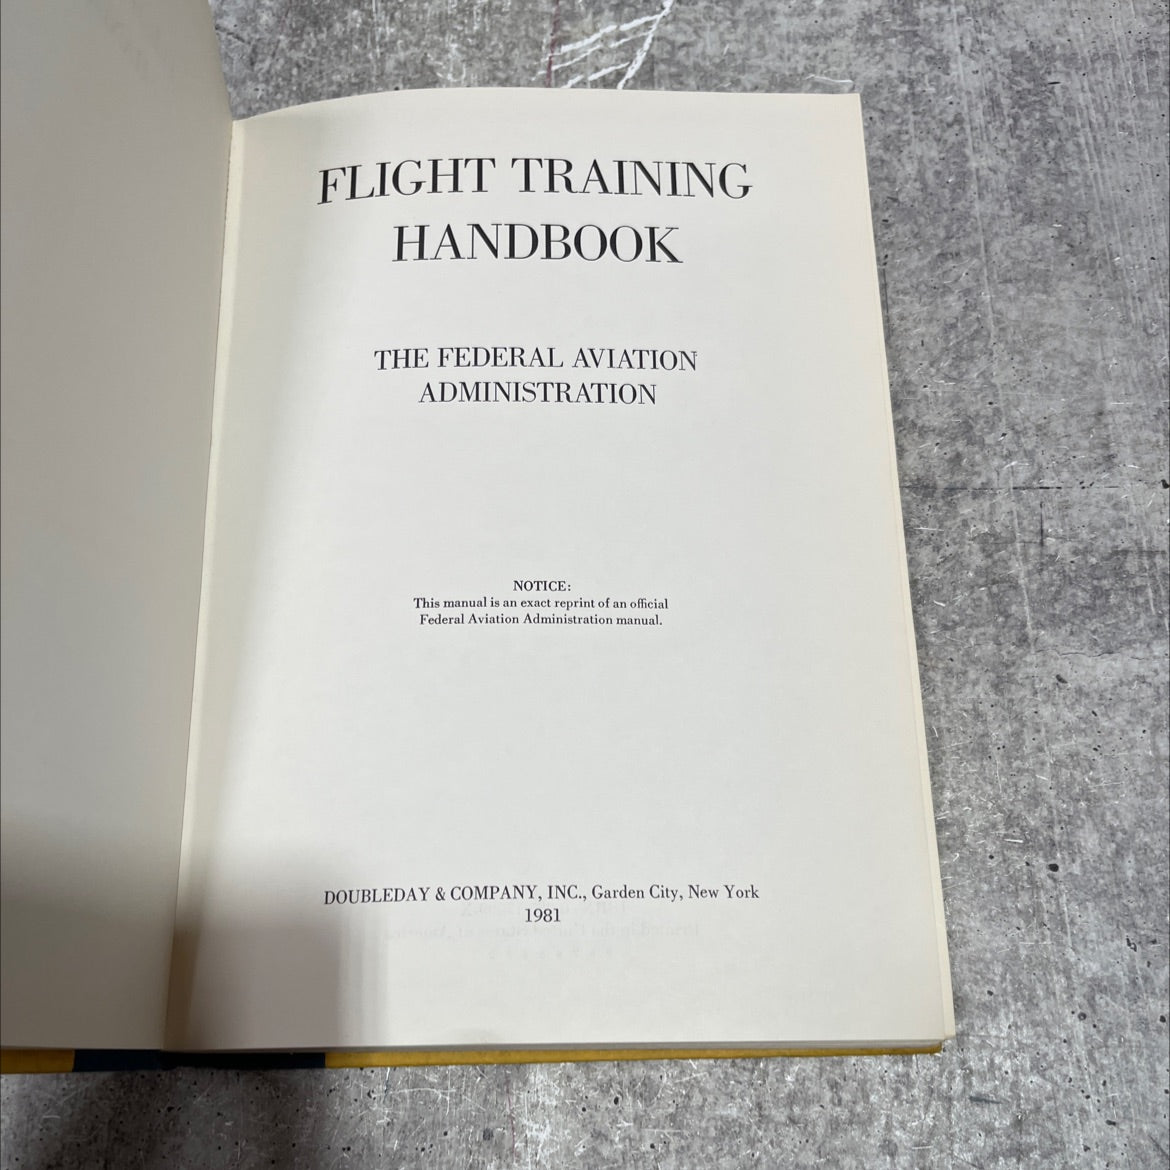 FLIGHT TRAINING
HANDBOOK
THE FEDERAL AVIATION
ADMINISTRATION
NOTICE:
This manual is an exact reprint of an official
Federal Aviation Administration manual.
DOUBLEDAY & COMPANY, INC., Garden City, New York
1981